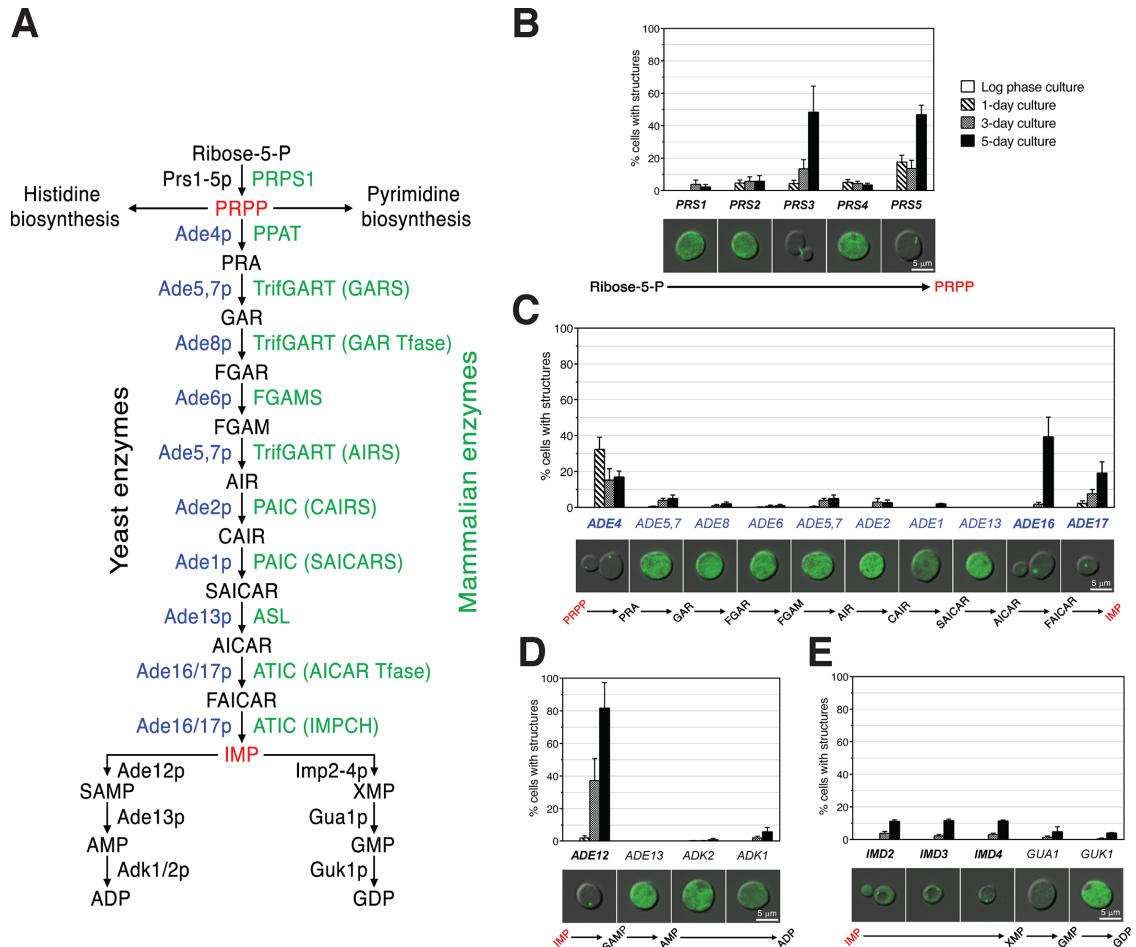 A
Ribose-5-P
Prs1-5p PRPS1
Histidine biosynthesis
PRPP
Pyrimidine biosynthesis
Ade4p PPAT
PRA
Ade5,7p TrifGART (GARS)
GAR
Ade8p TrifGART (GAR Tfase)
FGAR
Ade6p FGAMS
FGAM
Ade5,7p TrifGART (AIRS)
AIR
Ade2p PAIC (CAIRS)
CAIR
Ade1p PAIC (SAICARS)
SAICAR
Ade13p ASL
AICAR
Ade16/17p ATIC (AICAR Tfase)
FAICAR
Ade16/17p ATIC (IMPCH)
IMP
Ade12p Imp2-4p
SAMP XMP
Ade13p Gua1p
AMP GMP
Adk1/2p Guk1p
ADP GDP
Yeast enzymes
Mammalian enzymes
B
% cells with structures
100
80
60
40
20
0
PRS1 PRS2 PRS3 PRS4 PRS5
Log phase culture
1-day culture
3-day culture
5-day culture
5 μm
Ribose-5-P PRPP
C
% cells with structures
100
80
60
40
20
0
ADE4 ADE5,7 ADE8 ADE6 ADE5,7 ADE2 ADE1 ADE13 ADE16 ADE17
5 μm
PRPP PRA GAR FGAR FGAM AIR CAIR SAICAR AICAR FAICAR IMP
D
% cells with structures
100
80
60
40
20
0
ADE12 ADE13 ADK2 ADK1
5 μm
IMP SAMP AMP ADP
E
% cells with structures
100
80
60
40
20
0
IMD2 IMD3 IMD4 GUA1 GUK1
5 μm
IMP XMP GMP GDP